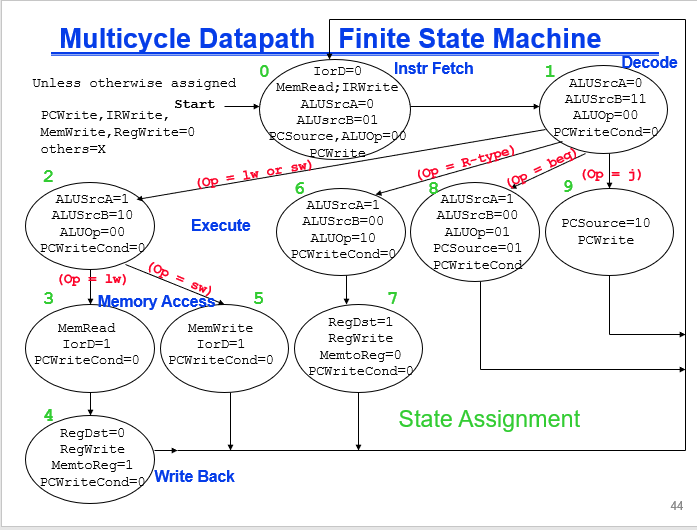 Multicycle Datapath Finite State Machine
0
IorD=0
MemRead;IRWrite
ALUSrcA=0
ALUsrcB=01
PCSource,ALUOp=00
PCWrite
Instr Fetch
Decode
1
ALUSrcA=0
ALUSrcB=11
ALUOp=00
PCWriteCond=0
Unless otherwise assigned
PCWrite,IRWrite,
MemWrite,RegWrite=0
others=X
Start
(Op = lw or sw)
(Op = R-type)
(Op = beq)
(Op = j)
2
ALUSrcA=1
ALUSrcB=10
ALUOp=00
PCWriteCond=0
Execute
6
ALUSrcA=1
ALUSrcB=00
ALUOp=10
PCWriteCond=0
8
ALUSrcA=1
ALUSrcB=00
ALUOp=01
PCSource=01
PCWriteCond
9
PCSource=10
PCWrite
(Op = lw)
(Op = sw)
3
Memory Access
MemRead
IorD=1
PCWriteCond=0
5
MemWrite
IorD=1
PCWriteCond=0
7
RegDst=1
RegWrite
MemtoReg=0
PCWriteCond=0
4
RegDst=0
RegWrite
MemtoReg=1
PCWriteCond=0
Write Back
State Assignment
44